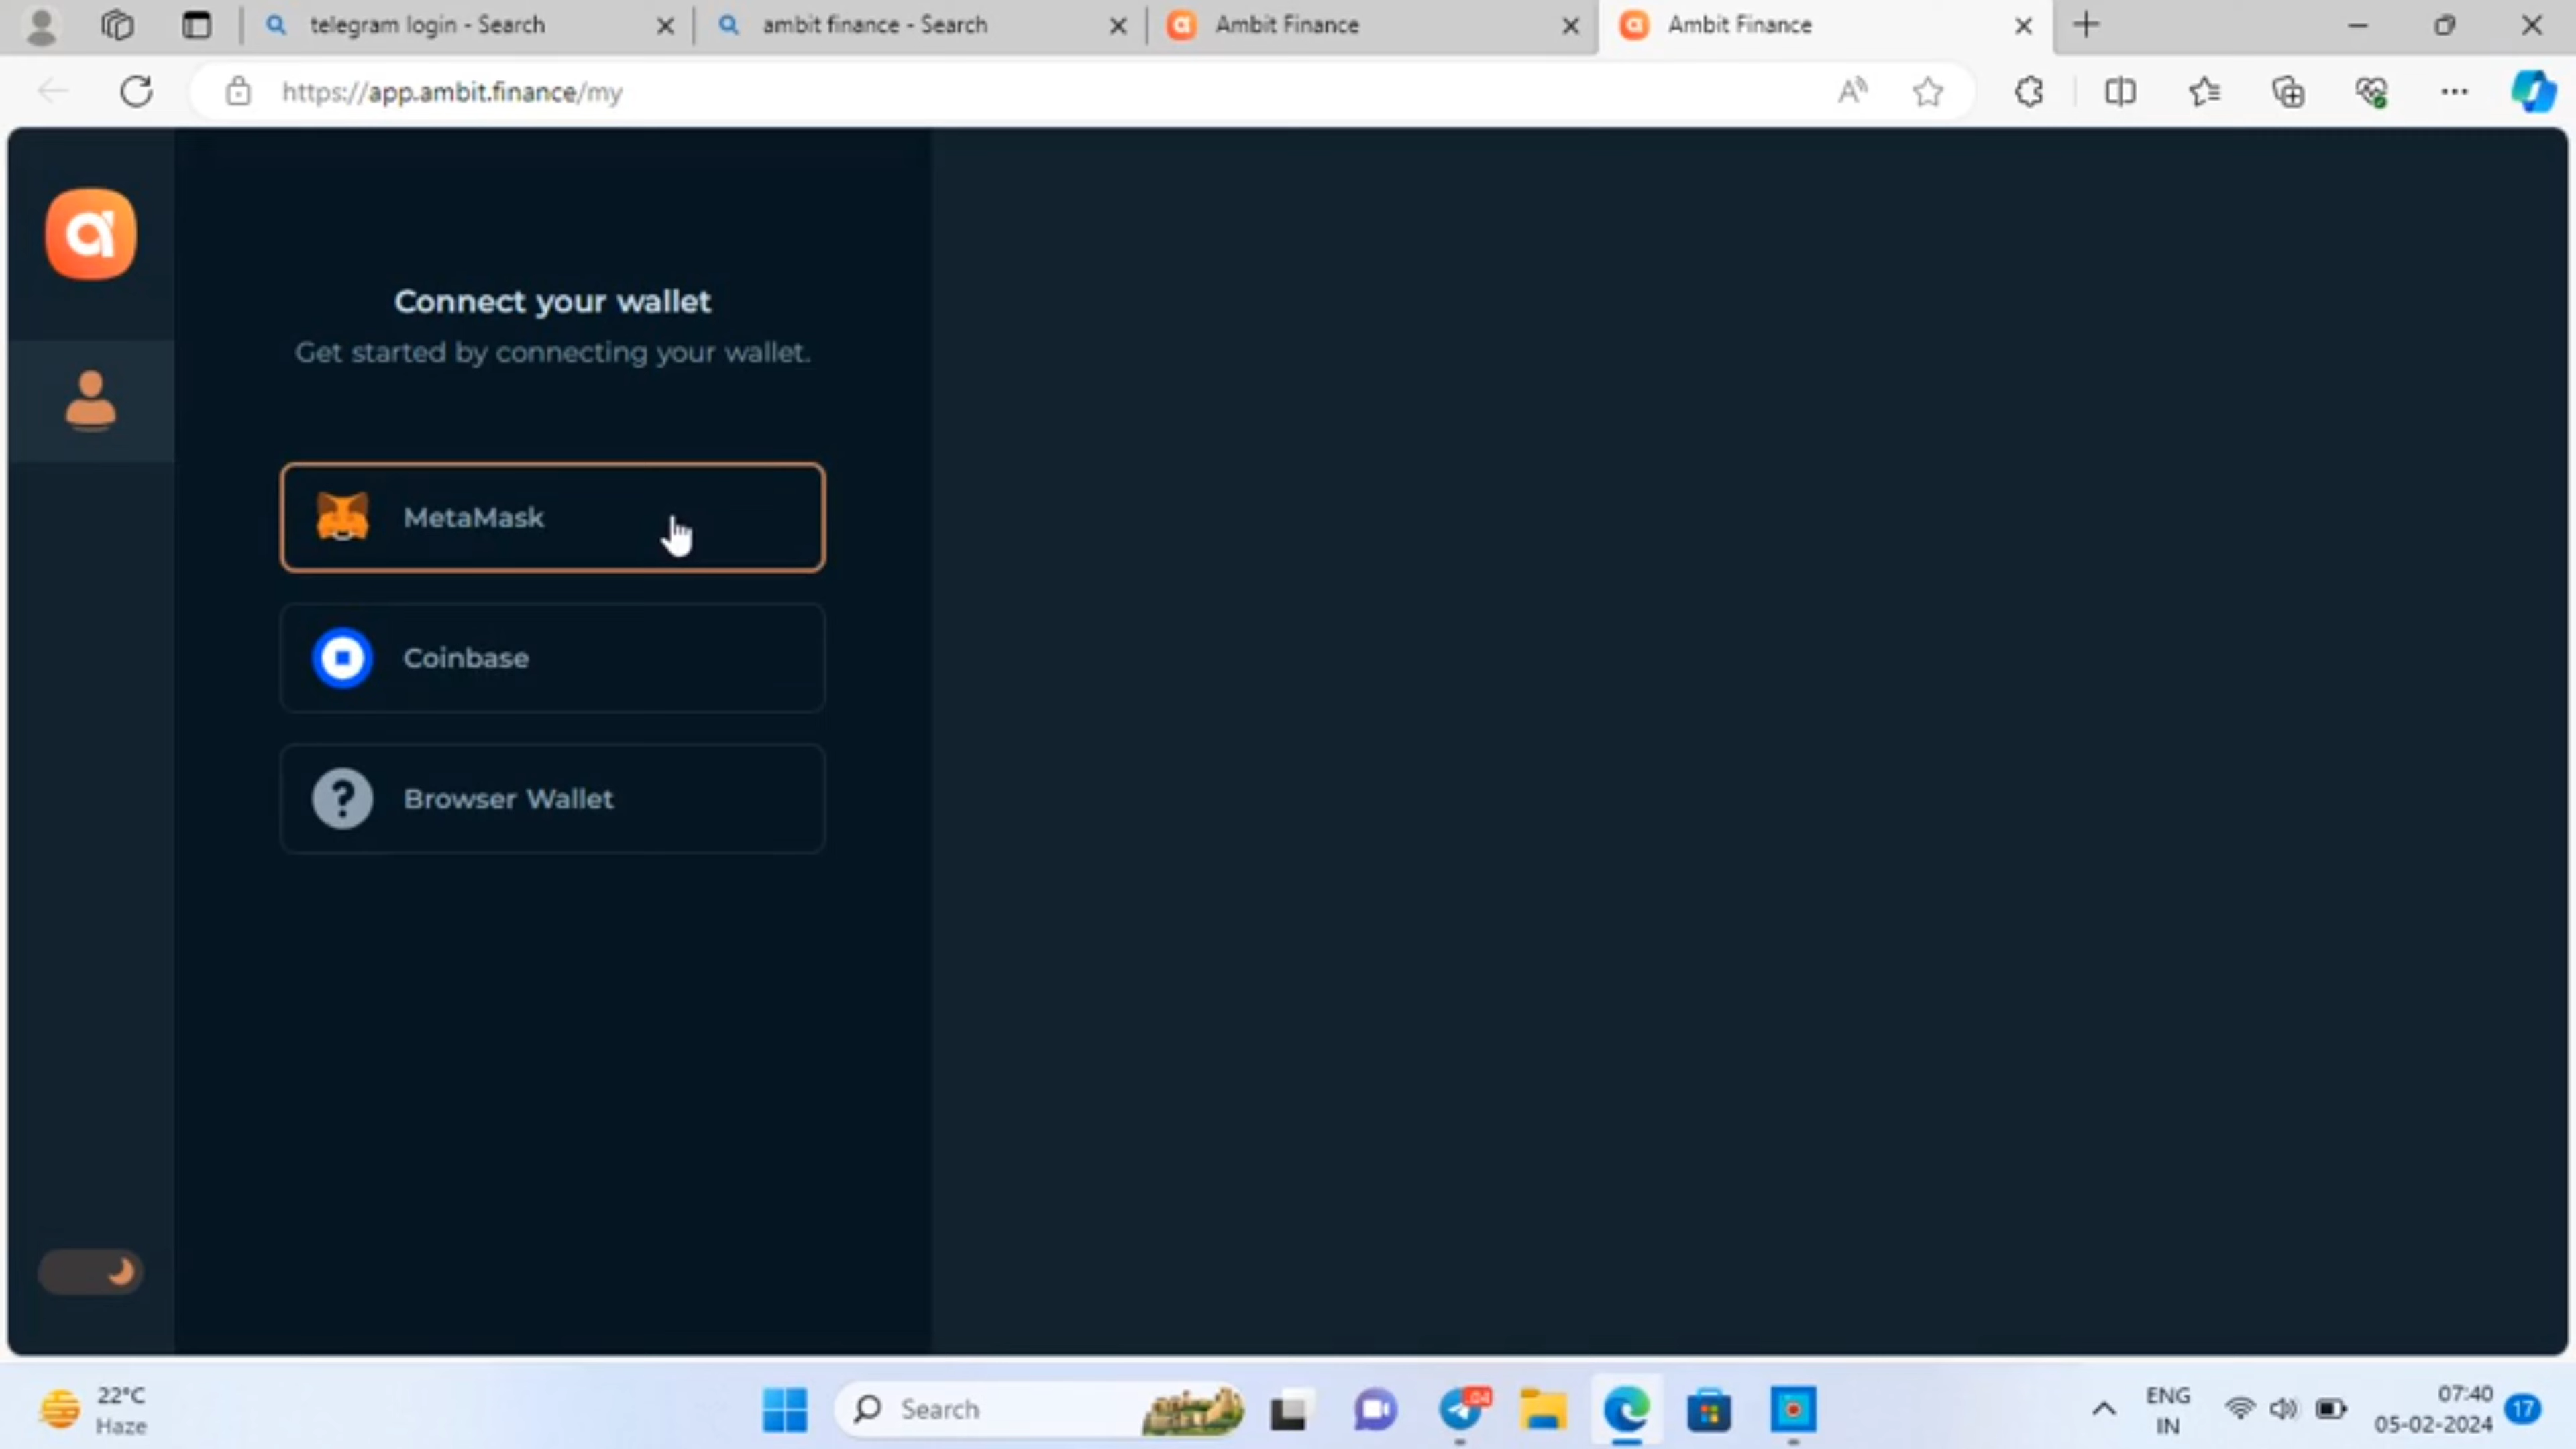 telegram login - Search
ambit finance - Search
Ambit Finance
Ambit Finance
https://app.ambit.finance/my
Connect your wallet
Get started by connecting your wallet.
MetaMask
Coinbase
Browser Wallet
22°C
Haze
Search
04
ENG
IN
07:40
05-02-2024
17